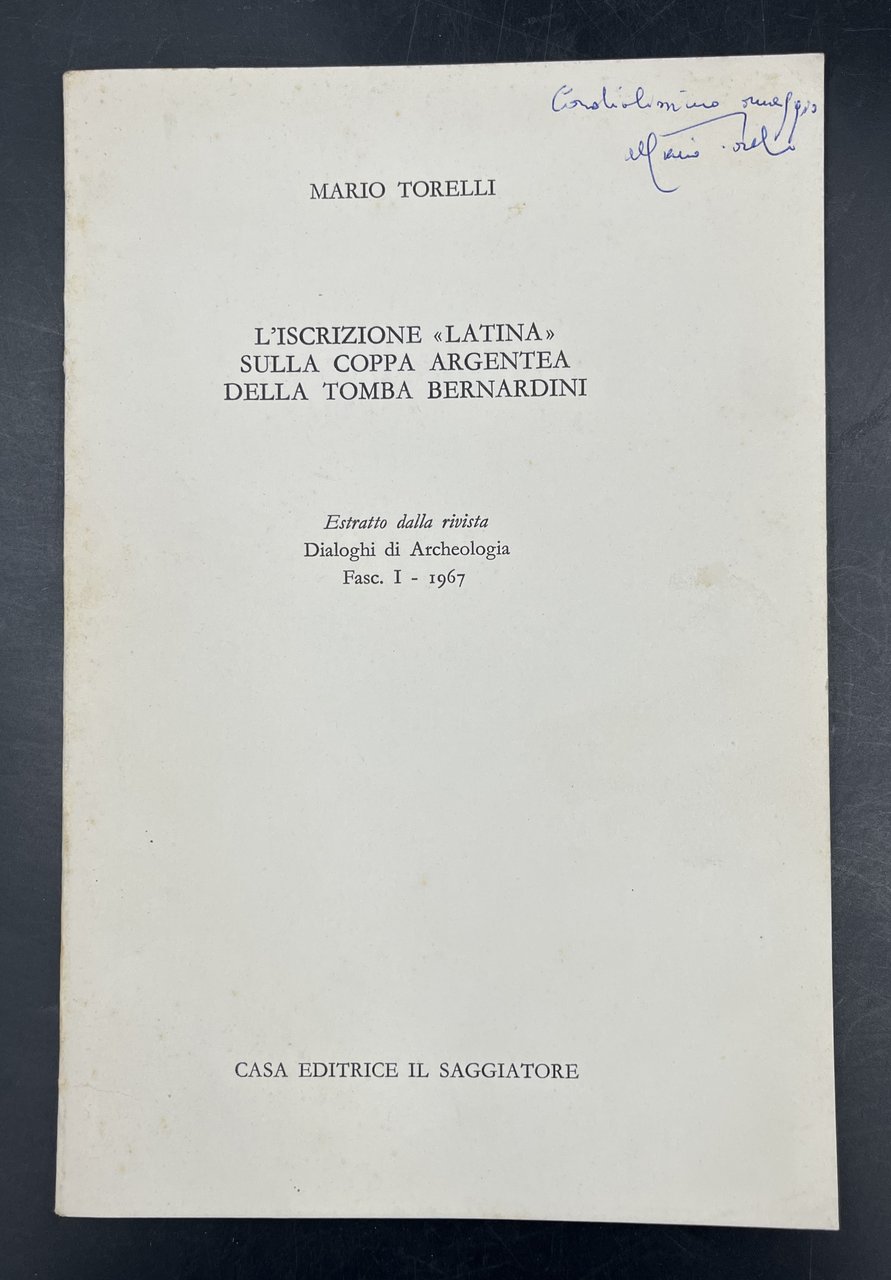 Cordialissimo omaggio
Mario Torelli
MARIO TORELLI
L'ISCRIZIONE «LATINA»
SULLA COPPA ARGENTEA
DELLA TOMBA BERNARDINI
Estratto dalla rivista
Dialoghi di Archeologia
Fasc. I - 1967
CASA EDITRICE IL SAGGIATORE